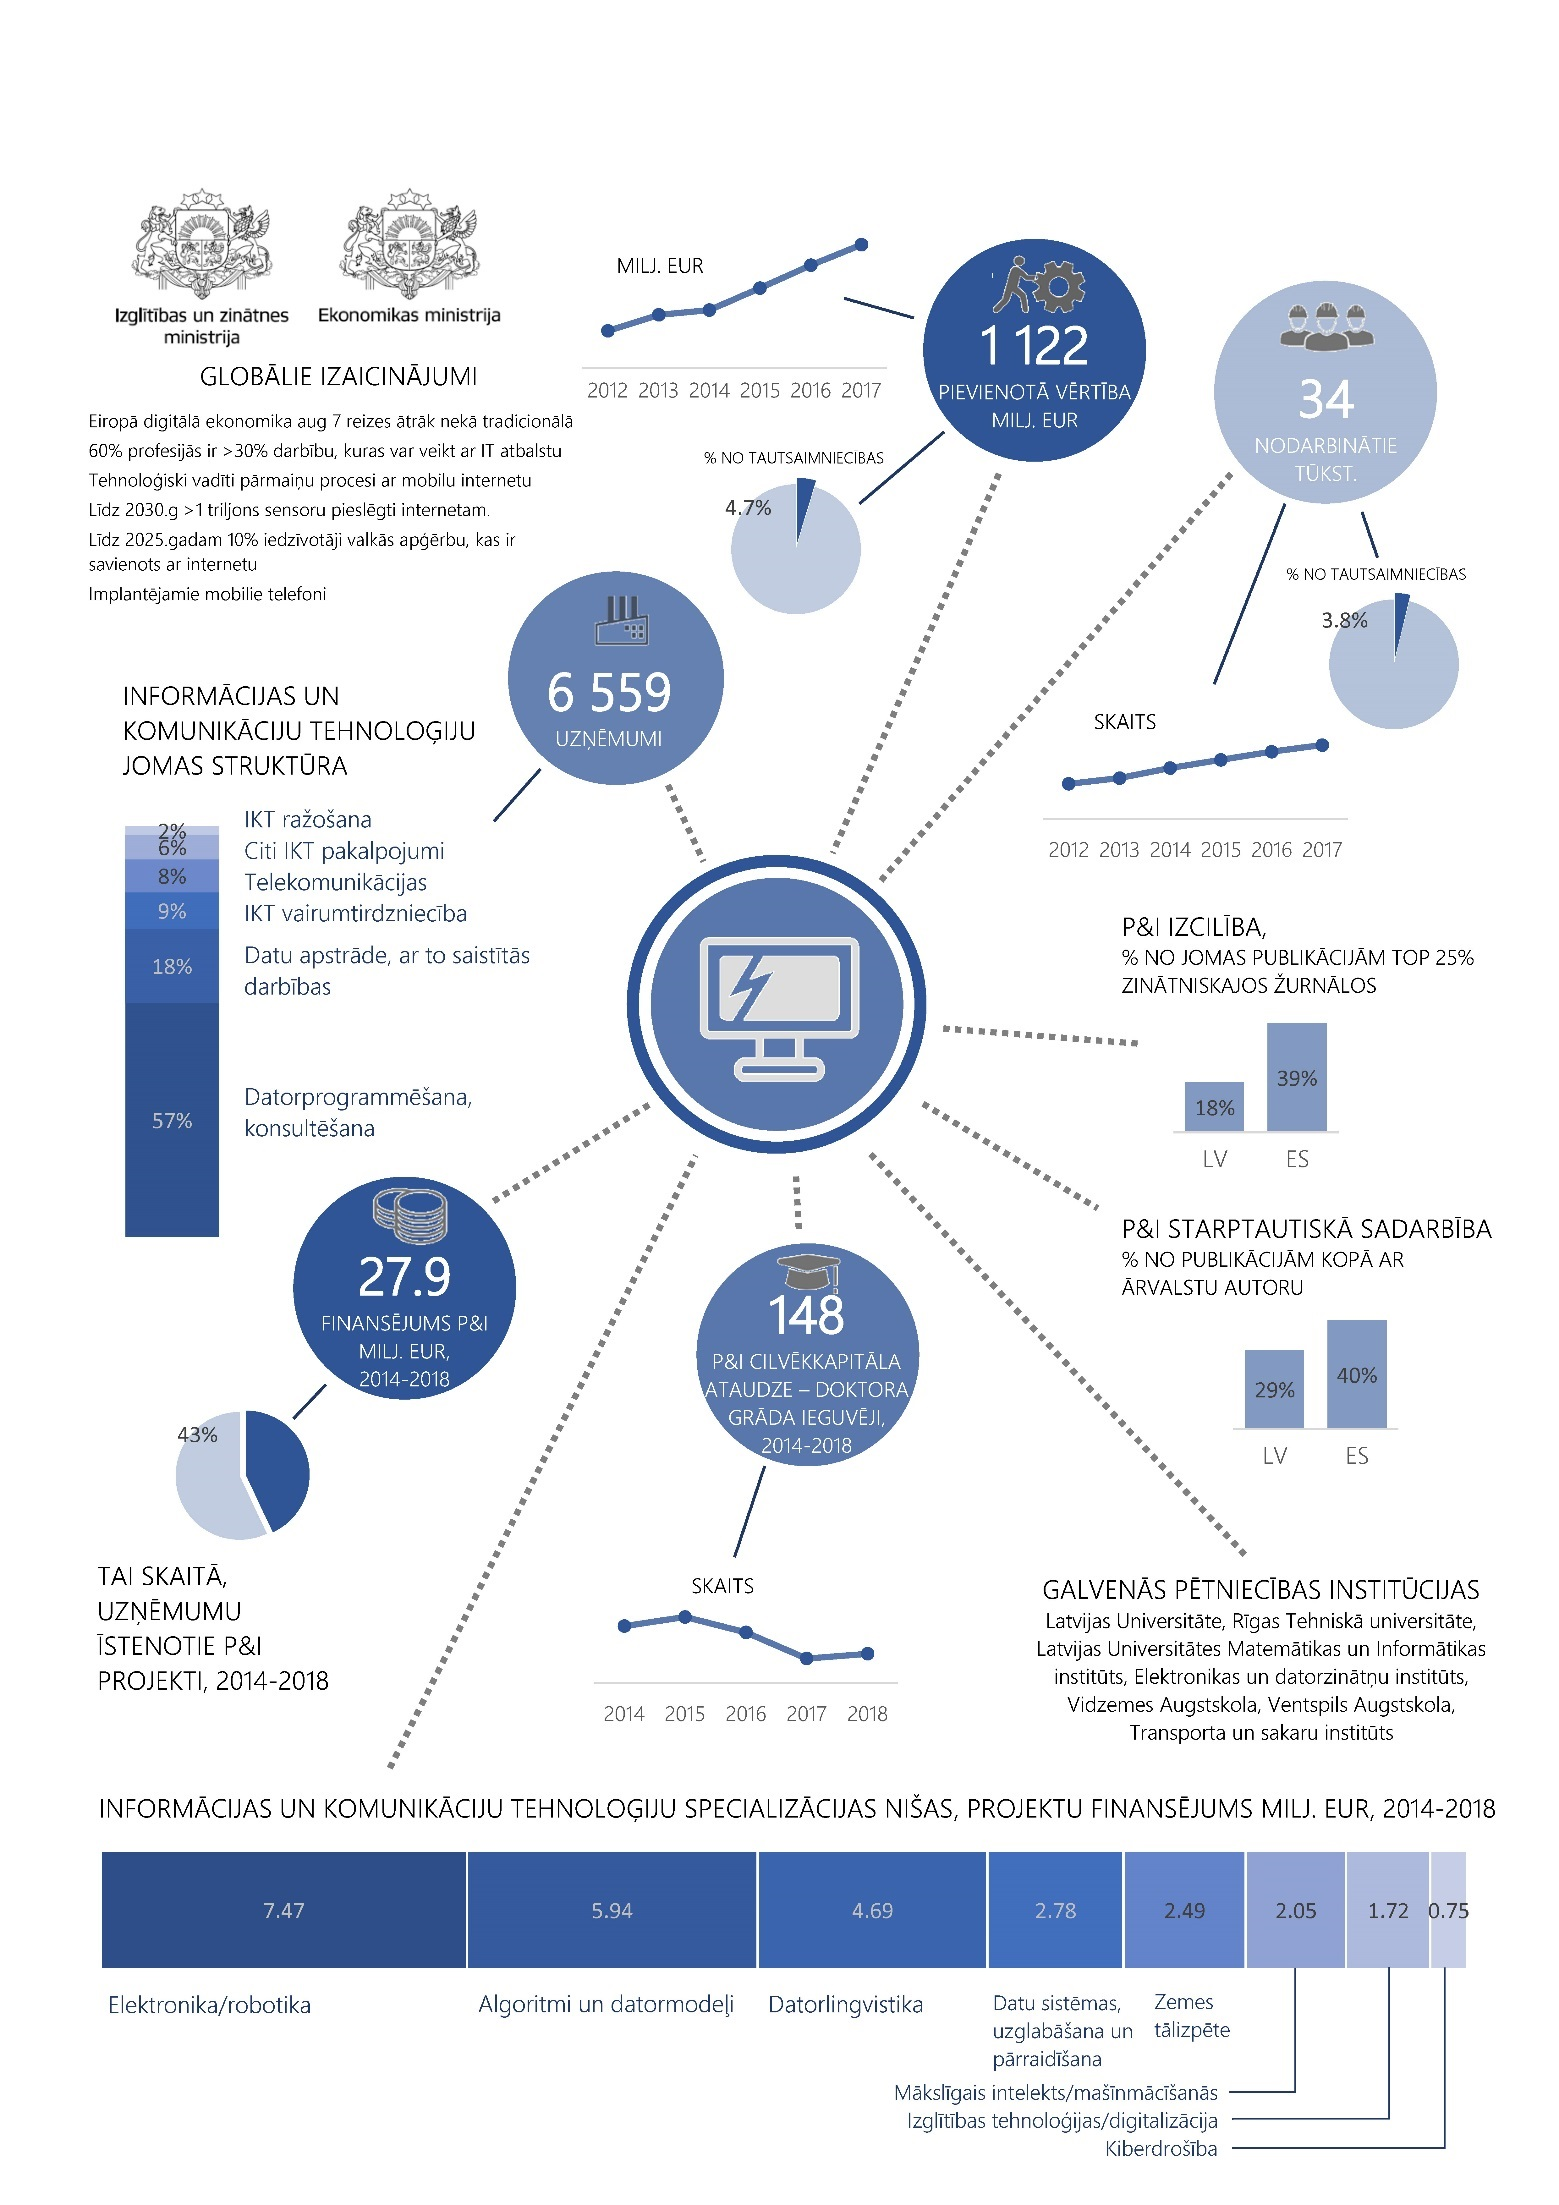 Izglītības un zinātnes
ministrija
Ekonomikas ministrija
GLOBĀLIE IZAICINĀJUMI
Eiropā digitālā ekonomika aug 7 reizes ātrāk nekā tradicionālā
60% profesijās ir >30% darbību, kuras var veikt ar IT atbalstu
Tehnoloģiski vadīti pārmaiņu procesi ar mobilu internetu
Līdz 2030.g >1 triljons sensoru pieslēgti internetam.
Līdz 2025.gadam 10% iedzīvotāji valkās apģērbu, kas ir
savienots ar internetu
Implantējamie mobilie telefoni
MILJ. EUR
2012 2013 2014 2015 2016 2017
1 122
PIEVIENOTĀ VĒRTĪBA
MILJ. EUR
% NO TAUTSAIMNIECĪBAS
4.7%
34
NODARBINĀTIE
TŪKST.
% NO TAUTSAIMNIECĪBAS
3.8%
SKAITS
2012 2013 2014 2015 2016 2017
6 559
UZŅĒMUMI
INFORMĀCIJAS UN
KOMUNIKĀCIJU TEHNOLOĢIJU
JOMAS STRUKTŪRA
2% IKT ražošana
6% Citi IKT pakalpojumi
8% Telekomunikācijas
9% IKT vairumtirdzniecība
18% Datu apstrāde, ar to saistītās
darbības
57% Datorprogrammēšana,
konsultēšana
P&I IZCILĪBA,
% NO JOMAS PUBLIKĀCIJĀM TOP 25%
ZINĀTNISKAJOS ŽURNĀLOS
18% 39%
LV ES
P&I STARPTAUTISKĀ SADARBĪBA
% NO PUBLIKĀCIJĀM KOPĀ AR
ĀRVALSTU AUTORU
29% 40%
LV ES
27.9
FINANSĒJUMS P&I
MILJ. EUR,
2014-2018
43%
TAI SKAITĀ,
UZŅĒMUMU
ĪSTENOTIE P&I
PROJEKTI, 2014-2018
148
P&I CILVĒKKAPITĀLA
ATAUDZE – DOKTORA
GRĀDA IEGUVĒJI,
2014-2018
SKAITS
2014 2015 2016 2017 2018
GALVENĀS PĒTNIECĪBAS INSTITŪCIJAS
Latvijas Universitāte, Rīgas Tehniskā universitāte,
Latvijas Universitātes Matemātikas un Informātikas
institūts, Elektronikas un datorzinātņu institūts,
Vidzemes Augstskola, Ventspils Augstskola,
Transporta un sakaru institūts
INFORMĀCIJAS UN KOMUNIKĀCIJU TEHNOLOĢIJU SPECIALIZĀCIJAS NIŠAS, PROJEKTU FINANSĒJUMS MILJ. EUR, 2014-2018
7.47 5.94 4.69 2.78 2.49 2.05 1.72 0.75
Elektronika/robotika
Algoritmi un datormodeļi
Datorlingvistika
Datu sistēmas,
uzglabāšana un
pārraidīšana
Zemes
tālizpēte
Mākslīgais intelekts/mašīnmācīšanās
Izglītības tehnoloģijas/digitalizācija
Kiberdrošība